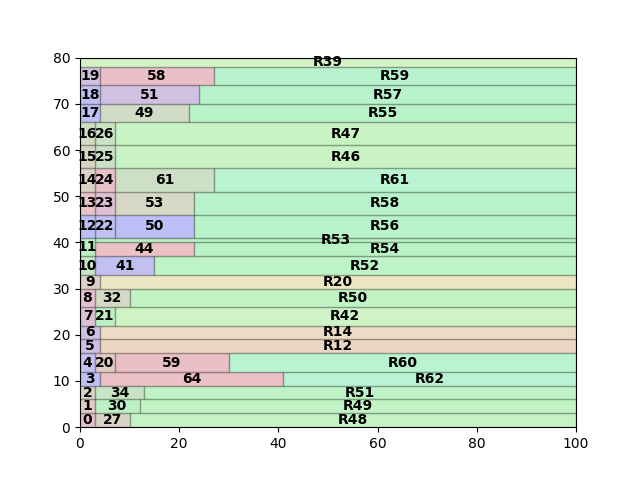 80
R39
19 58 R59
18 51 R57
70
17 49 R55
16 26 R47
60
15 25 R46
14 24 61 R61
50
13 23 53 R58
12 22 50 R56
40
R53
11 44 R54
10 41 R52
9 R20
30
8 32 R50
7 21 R42
20
6 R14
5 R12
4 20 59 R60
10
3 64 R62
2 34 R51
1 30 R49
0 27 R48
0
0 20 40 60 80 100